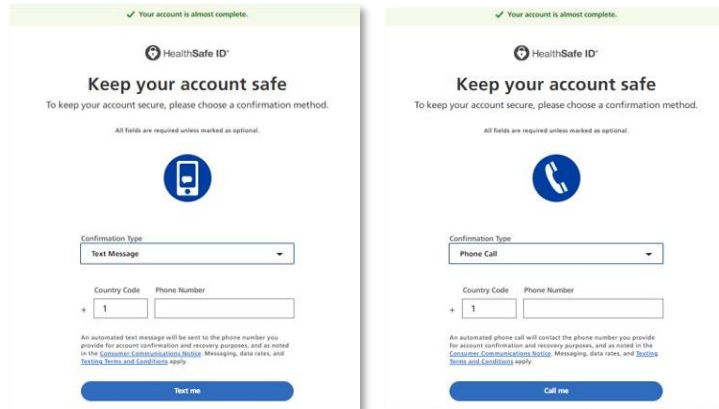 Your account is almost complete.
HealthSafe ID
Keep your account safe
To keep your account secure, please choose a confirmation method.
All fields are required unless marked as optional.
Confirmation Type
Text Message
Country Code Phone Number
+ 1
An automated text message will be sent to the phone number you
provide for account confirmation and recovery purposes, and as noted
in the Consumer Communications Notice. Messaging, data rates, and
Texting Terms and Conditions apply.
Text me
Your account is almost complete.
HealthSafe ID
Keep your account safe
To keep your account secure, please choose a confirmation method.
All fields are required unless marked as optional.
Confirmation Type
Phone Call
Country Code Phone Number
+ 1
An automated phone call will contact the phone number you provide
for account confirmation and recovery purposes, and as noted in the
Consumer Communications Notice. Messaging, data rates, and Texting
Terms and Conditions apply.
Call me